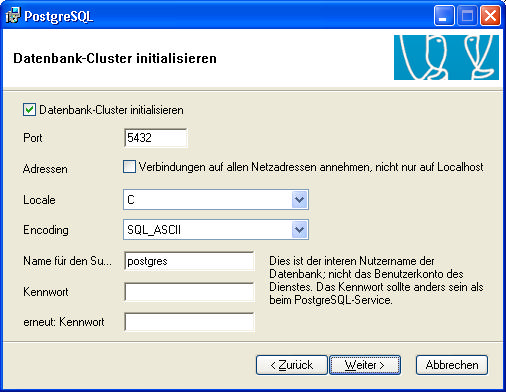 PostgreSQL
Datenbank-Cluster initialisieren
Datenbank-Cluster initialisieren
Port 5432
Adressen Verbindungen auf allen Netzadressen annehmen, nicht nur auf Localhost
Locale C
Encoding SQL_ASCII
Name für den Su... postgres
Dies ist der interen Nutzername der
Datenbank; nicht das Benutzerkonto des
Dienstes. Das Kennwort sollte anders sein als
beim PostgreSQL-Service.
Kennwort
erneut: Kennwort
< Zurück Weiter > Abbrechen